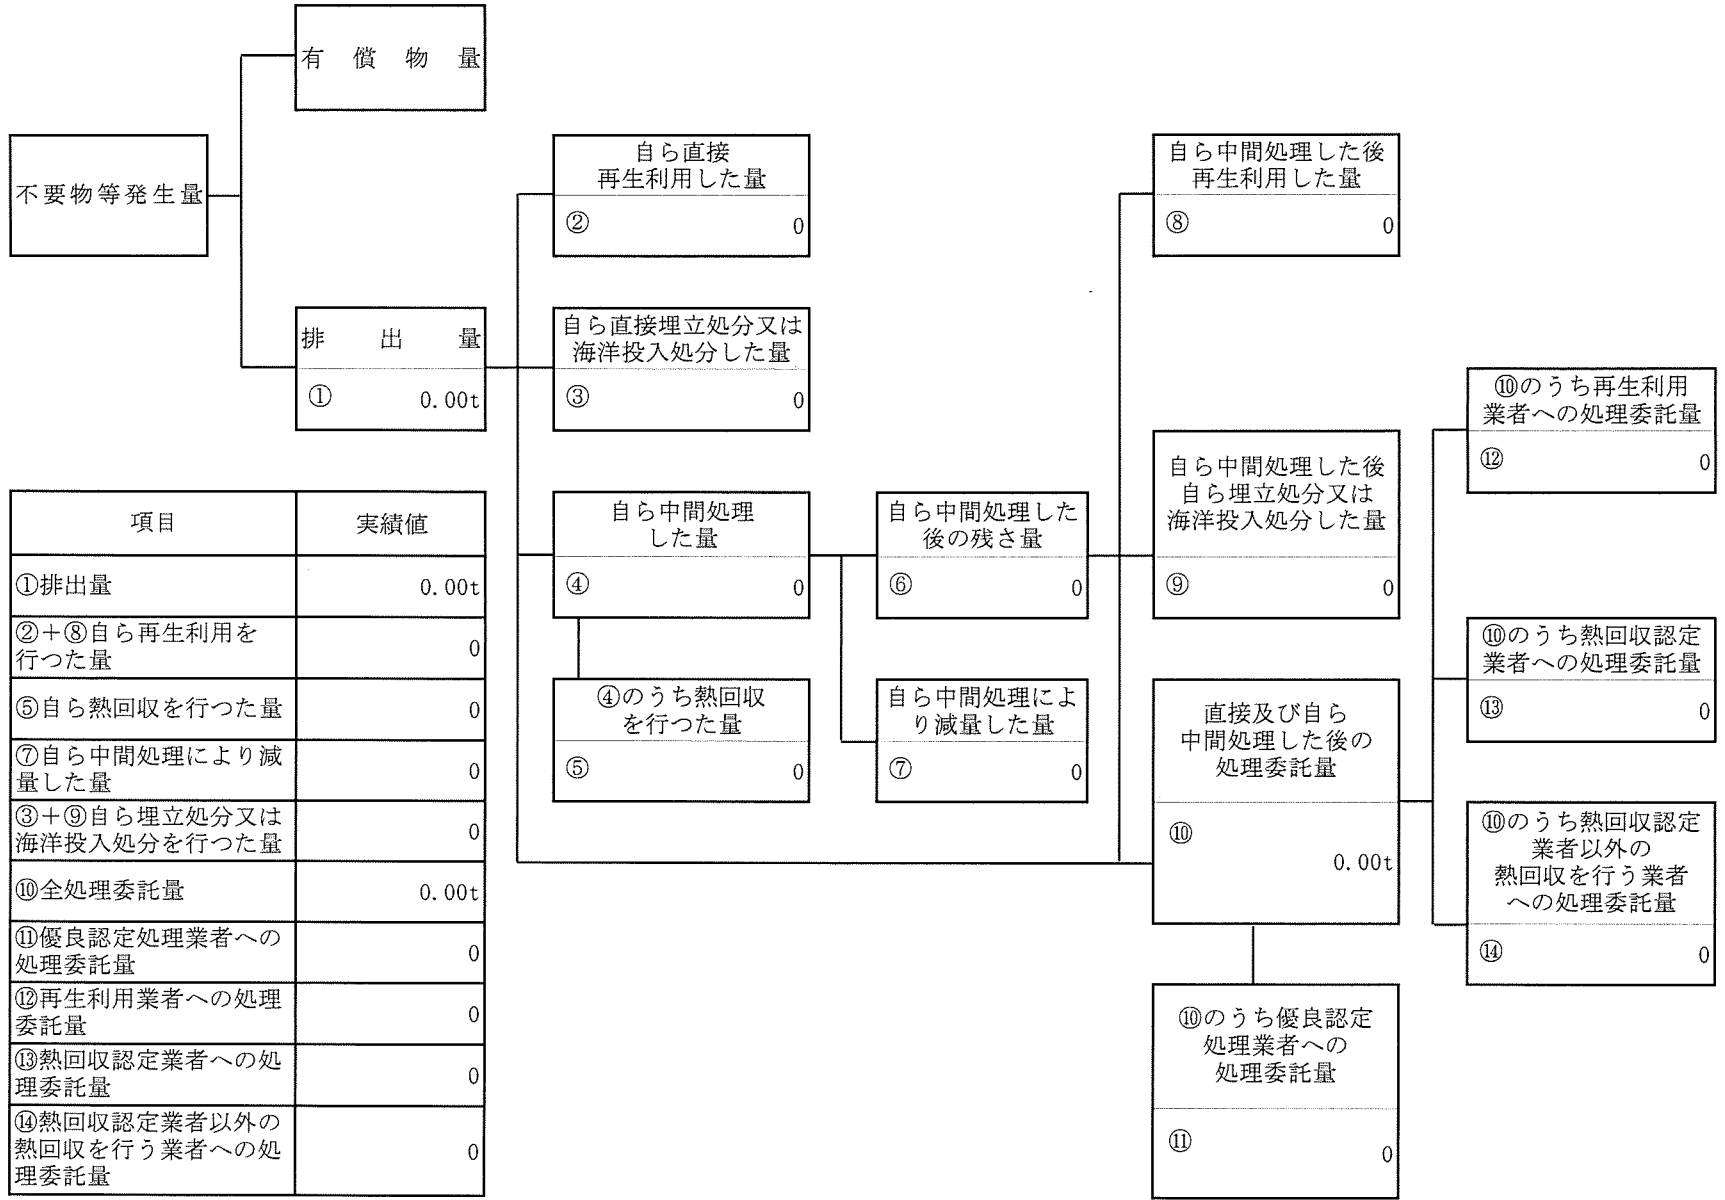 有償物量
不要物等発生量
排出量
① 0.00t
自ら直接
再生利用した量
② 0
自ら直接埋立処分又は
海洋投入処分した量
③ 0
自ら中間処理
した量
④ 0
④のうち熱回収
を行つた量
⑤ 0
自ら中間処理した
後の残さ量
⑥ 0
自ら中間処理によ
り減量した量
⑦ 0
自ら中間処理した後
再生利用した量
⑧ 0
自ら中間処理した後
自ら埋立処分又は
海洋投入処分した量
⑨ 0
直接及び自ら
中間処理した後の
処理委託量
⑩
0.00t
⑩のうち優良認定
処理業者への
処理委託量
⑪ 0
⑩のうち再生利用
業者への処理委託量
⑫ 0
⑩のうち熱回収認定
業者への処理委託量
⑬ 0
⑩のうち熱回収認定
業者以外の
熱回収を行う業者
への処理委託量
⑭ 0
項目 実績値
①排出量 0.00t
②+⑧自ら再生利用を
行つた量 0
⑤自ら熱回収を行つた量 0
⑦自ら中間処理により減
量した量 0
③+⑨自ら埋立処分又は
海洋投入処分を行つた量 0
⑩全処理委託量 0.00t
⑪優良認定処理業者への
処理委託量 0
⑫再生利用業者への処理
委託量 0
⑬熱回収認定業者への処
理委託量 0
⑭熱回収認定業者以外の
熱回収を行う業者への処
理委託量 0